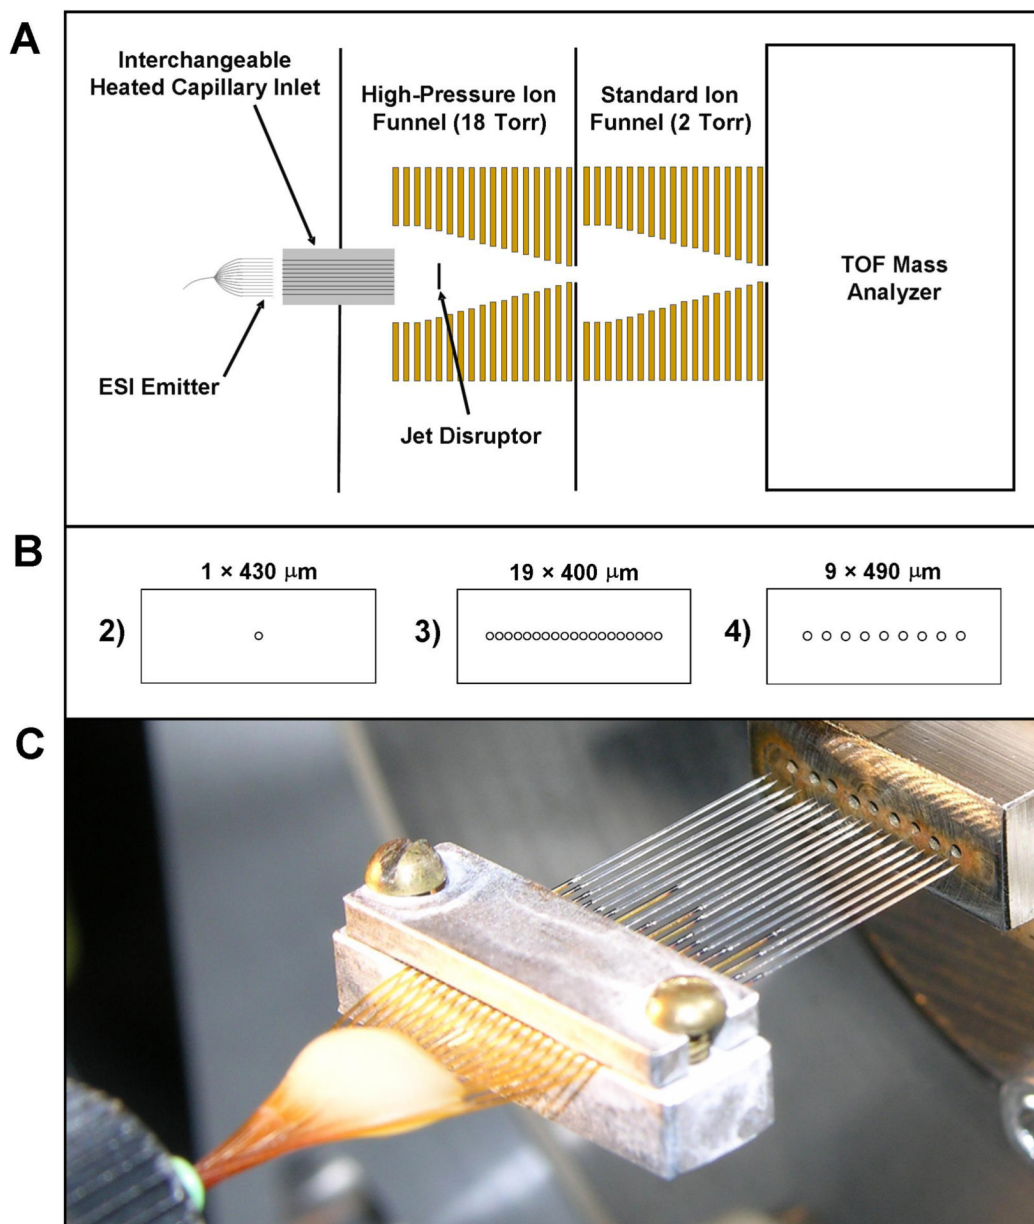 A
Interchangeable
Heated Capillary Inlet
High-Pressure Ion
Funnel (18 Torr)
Standard Ion
Funnel (2 Torr)
TOF Mass
Analyzer
ESI Emitter
Jet Disruptor
B
1 × 430 μm
19 × 400 μm
9 × 490 μm
2)
3)
4)
C